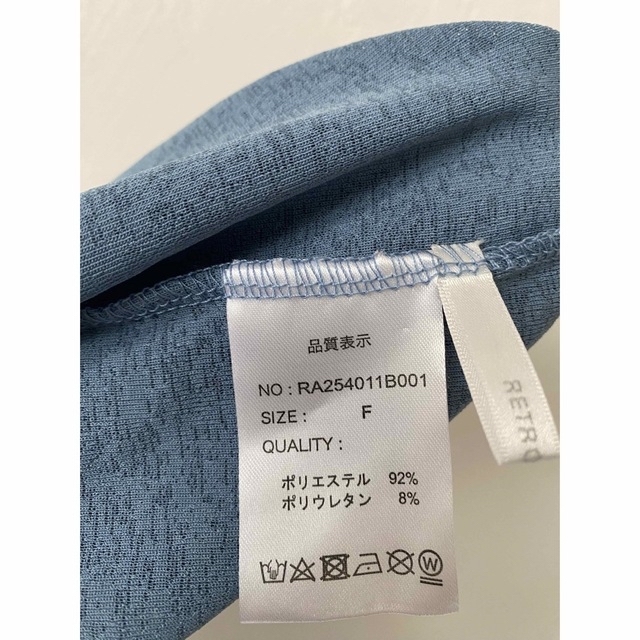 品質表示
NO : RA254011B001
SIZE : F
QUALITY :
ポリエステル 92%
ポリウレタン 8%
W